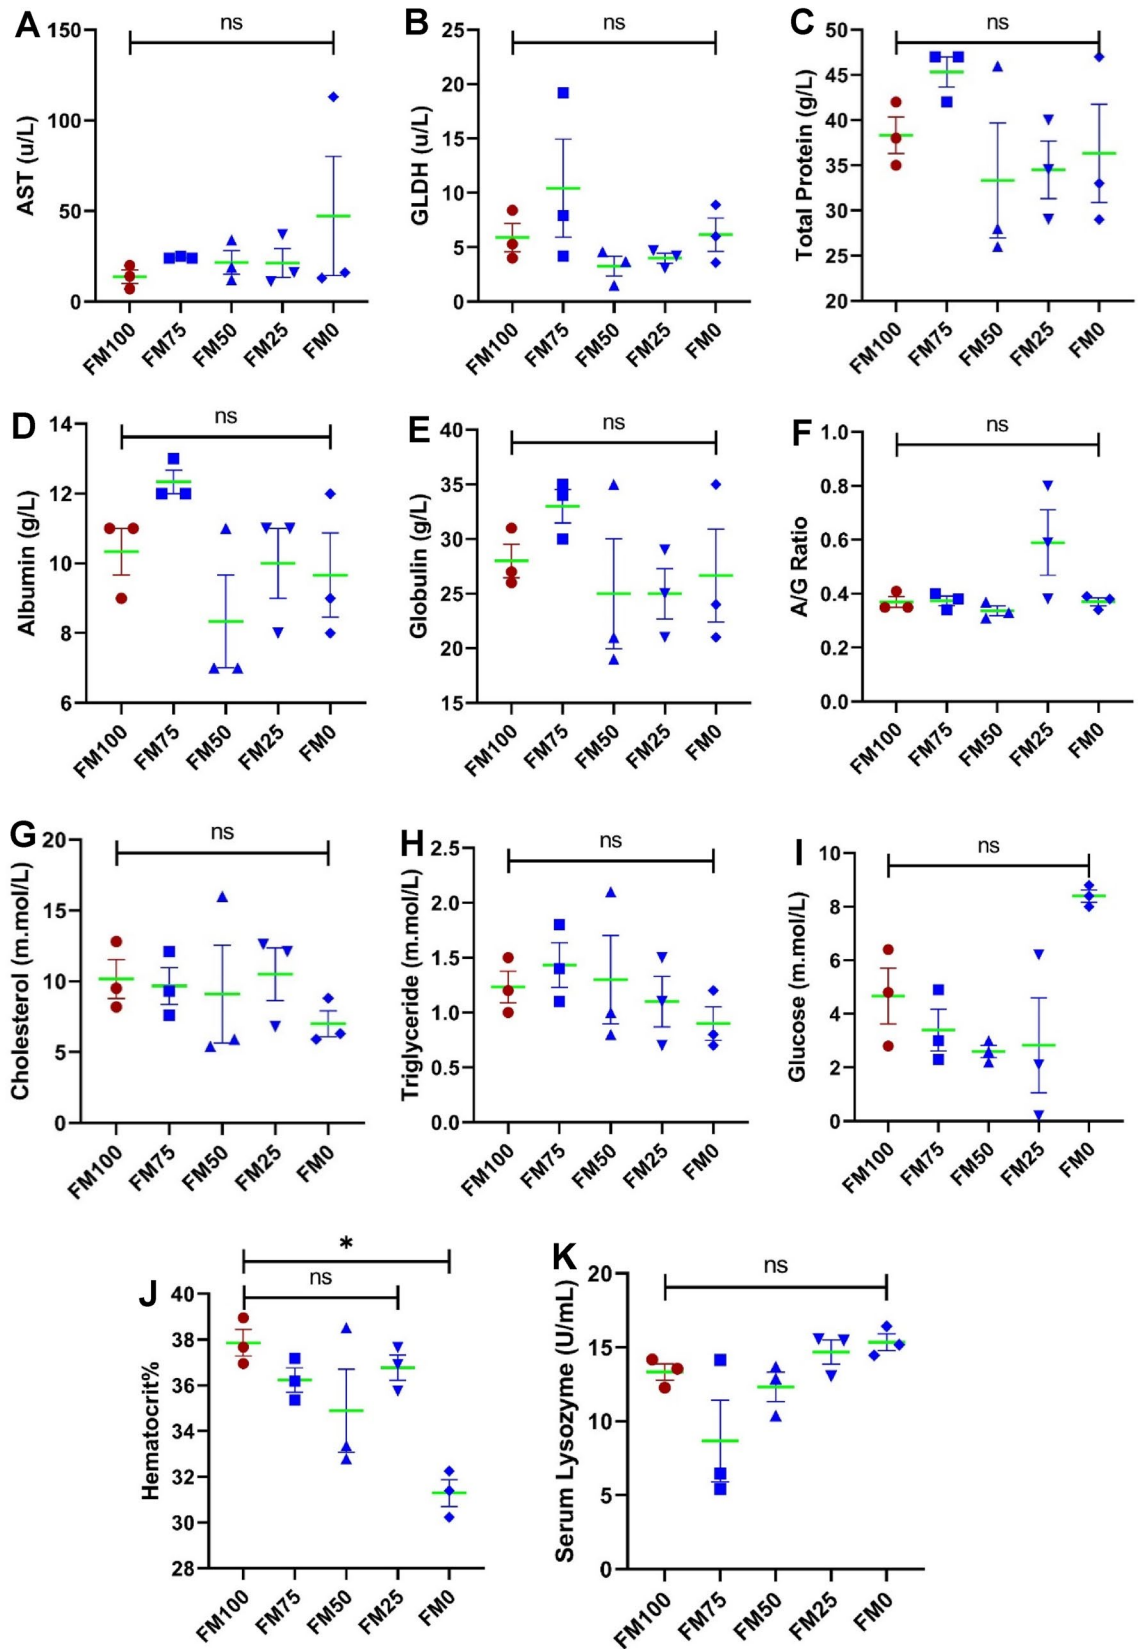 A
ns
AST (u/L)
150
100
50
0
FM100
FM75
FM50
FM25
FM0
B
ns
GLDH (u/L)
25
20
15
10
5
0
FM100
FM75
FM50
FM25
FM0
C
ns
Total Protein (g/L)
50
45
40
35
30
25
20
FM100
FM75
FM50
FM25
FM0
D
ns
Albumin (g/L)
14
12
10
8
6
FM100
FM75
FM50
FM25
FM0
E
ns
Globulin (g/L)
40
35
30
25
20
15
FM100
FM75
FM50
FM25
FM0
F
ns
A/G Ratio
1.0
0.8
0.6
0.4
0.2
0.0
FM100
FM75
FM50
FM25
FM0
G
ns
Cholesterol (m.mol/L)
20
15
10
5
0
FM100
FM75
FM50
FM25
FM0
H
ns
Triglyceride (m.mol/L)
2.5
2.0
1.5
1.0
0.5
0.0
FM100
FM75
FM50
FM25
FM0
I
ns
Glucose (m.mol/L)
10
8
6
4
2
0
FM100
FM75
FM50
FM25
FM0
J
*
ns
Hematocrit%
40
38
36
34
32
30
28
FM100
FM75
FM50
FM25
FM0
K
ns
Serum Lysozyme (U/mL)
20
15
10
5
0
FM100
FM75
FM50
FM25
FM0